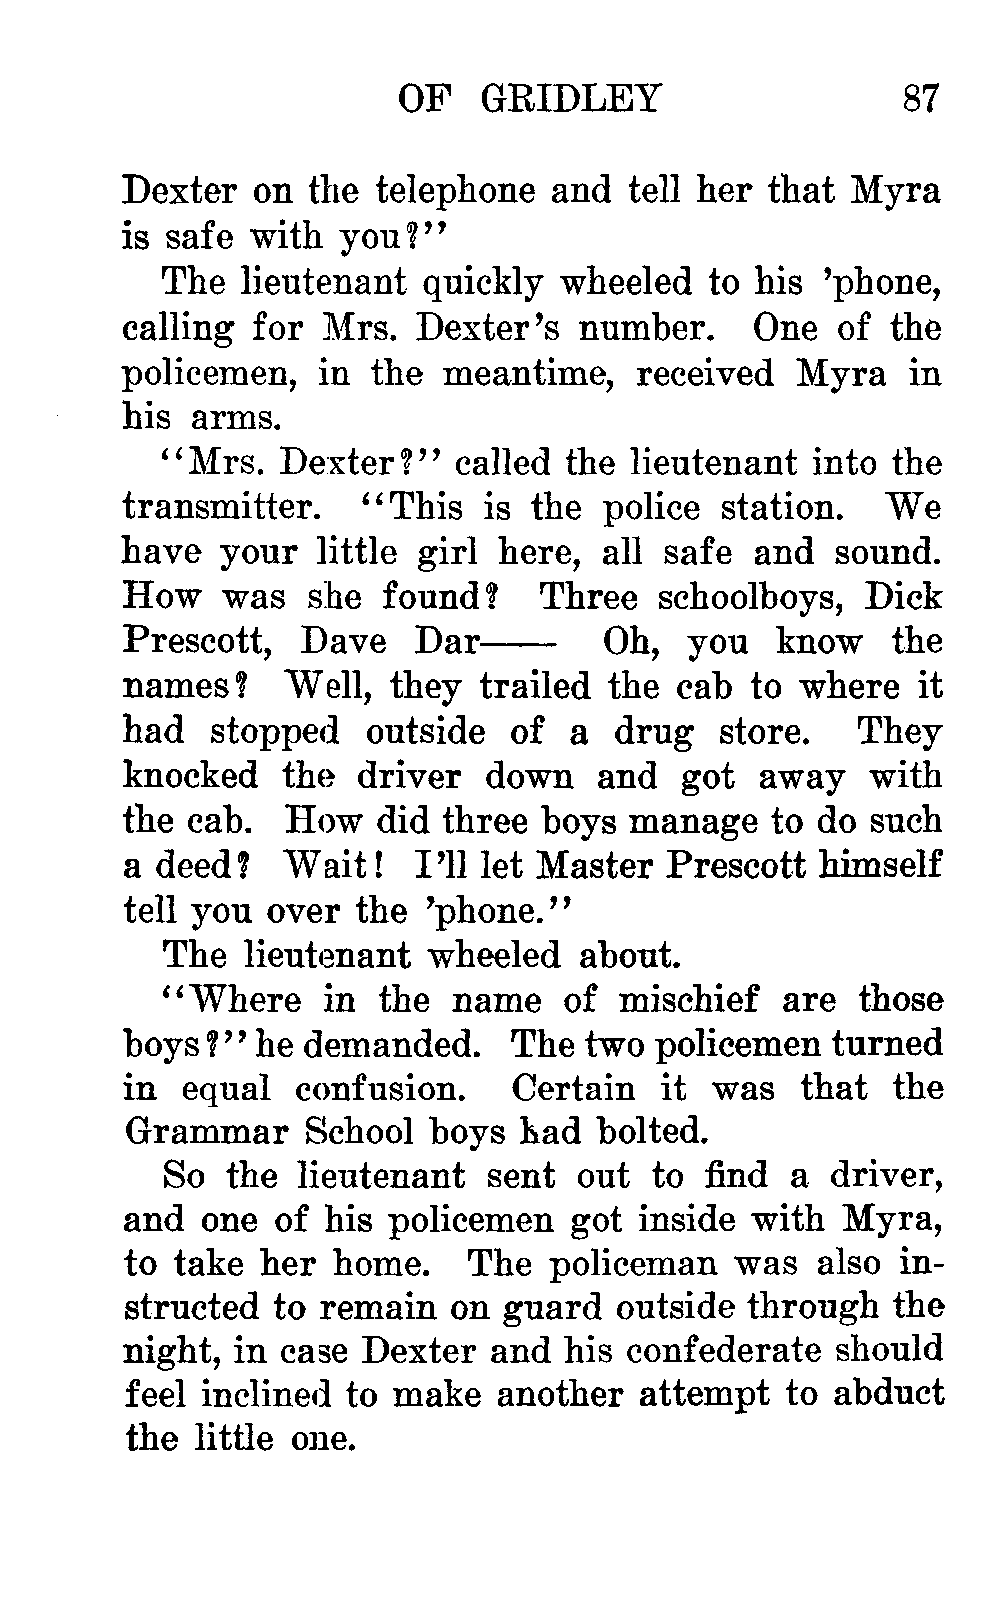 OF GRIDLEY 87
Dexter on the telephone and tell her that Myra
is safe with you?"
The lieutenant quickly wheeled to his 'phone,
calling for Mrs. Dexter's number. One of the
policemen, in the meantime, received Myra in
his arms.
"Mrs. Dexter?" called the lieutenant into the
transmitter. "This is the police station. We
have your little girl here, all safe and sound.
How was she found? Three schoolboys, Dick
Prescott, Dave Dar—— Oh, you know the
names? Well, they trailed the cab to where it
had stopped outside of a drug store. They
knocked the driver down and got away with
the cab. How did three boys manage to do such
a deed? Wait! I'll let Master Prescott himself
tell you over the 'phone."
The lieutenant wheeled about.
"Where in the name of mischief are those
boys?" he demanded. The two policemen turned
in equal confusion. Certain it was that the
Grammar School boys had bolted.
So the lieutenant sent out to find a driver,
and one of his policemen got inside with Myra,
to take her home. The policeman was also in-
structed to remain on guard outside through the
night, in case Dexter and his confederate should
feel inclined to make another attempt to abduct
the little one.